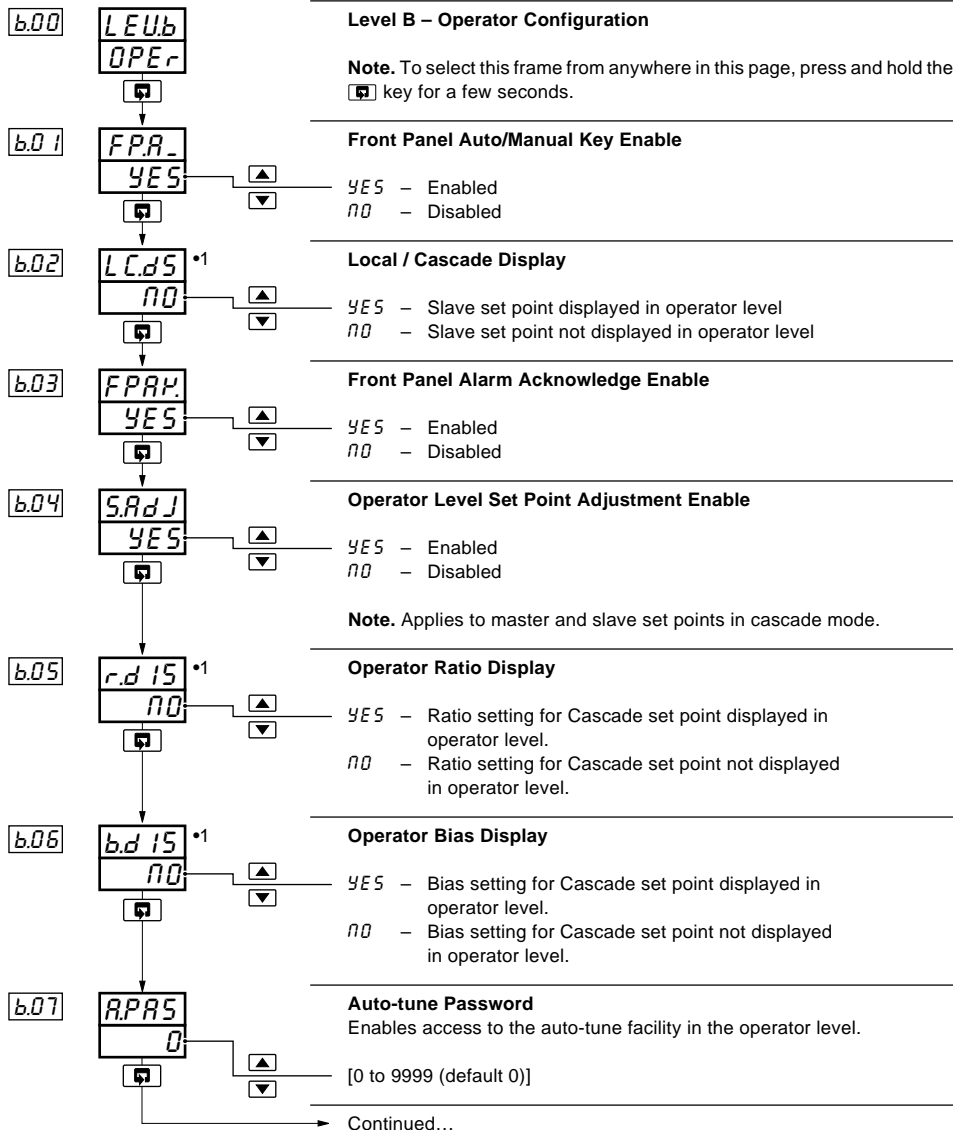 b.00
LEV.b
OPEr
Level B – Operator Configuration
Note. To select this frame from anywhere in this page, press and hold the
key for a few seconds.
b.01
FP.A_
YES
Front Panel Auto/Manual Key Enable
YES – Enabled
NO – Disabled
b.02
LC.dS •1
NO
Local / Cascade Display
YES – Slave set point displayed in operator level
NO – Slave set point not displayed in operator level
b.03
FPAK.
YES
Front Panel Alarm Acknowledge Enable
YES – Enabled
NO – Disabled
b.04
S.AdJ
YES
Operator Level Set Point Adjustment Enable
YES – Enabled
NO – Disabled
Note. Applies to master and slave set points in cascade mode.
b.05
r.dIS •1
NO
Operator Ratio Display
YES – Ratio setting for Cascade set point displayed in
operator level.
NO – Ratio setting for Cascade set point not displayed
in operator level.
b.06
b.dIS •1
NO
Operator Bias Display
YES – Bias setting for Cascade set point displayed in
operator level.
NO – Bias setting for Cascade set point not displayed
in operator level.
b.07
A.PAS
0
Auto-tune Password
Enables access to the auto-tune facility in the operator level.
[0 to 9999 (default 0)]
Continued…